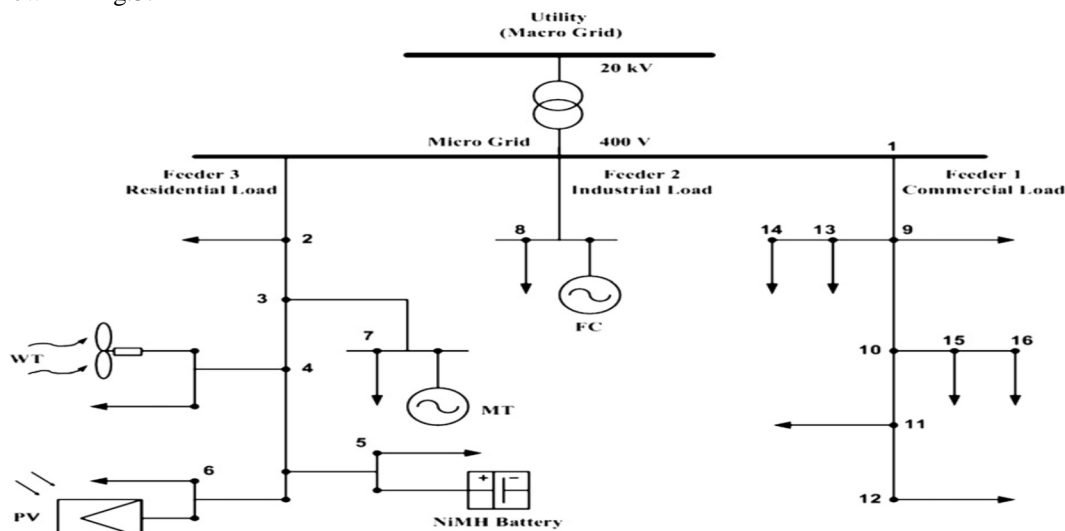 Utility
(Macro Grid)
20 kV
Micro Grid
400 V
1
Feeder 3
Residential Load
Feeder 2
Industrial Load
Feeder 1
Commercial Load
2
8
14
13
9
3
FC
7
WT
4
10
15
16
MT
5
11
6
+ -
PV
12
NiMH Battery